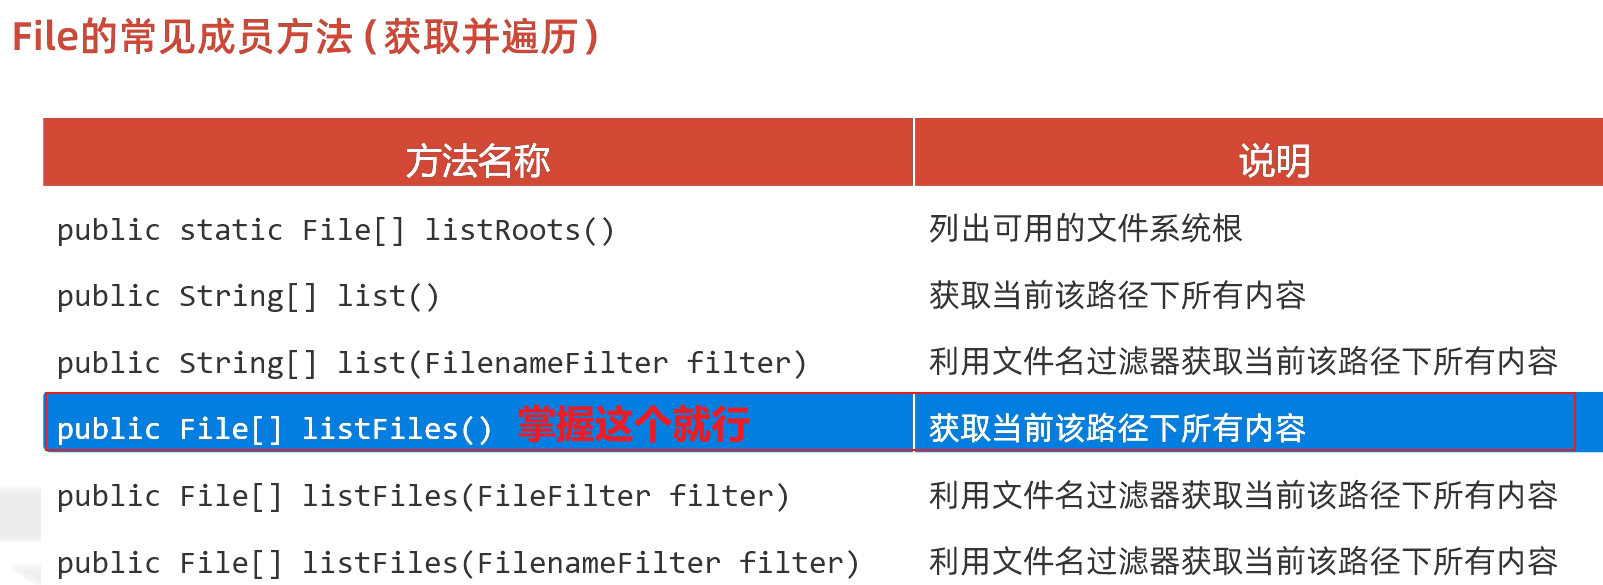 File的常见成员方法(获取并遍历)
方法名称 说明
public static File[] listRoots() 列出可用的文件系统根
public String[] list() 获取当前该路径下所有内容
public String[] list(FilenameFilter filter) 利用文件名过滤器获取当前该路径下所有内容
public File[] listFiles() 掌握这个就行 获取当前该路径下所有内容
public File[] listFiles(FileFilter filter) 利用文件名过滤器获取当前该路径下所有内容
public File[] listFiles(FilenameFilter filter) 利用文件名过滤器获取当前该路径下所有内容